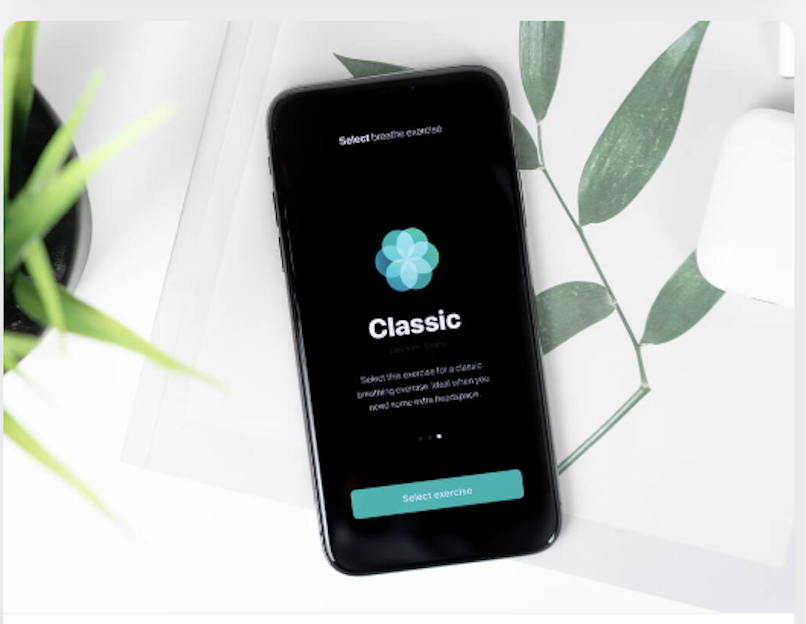 Select breathe exercise
Classic
Select this exercise for a classic
breathing exercise. Ideal when you
need some extra headspace.
Select exercise